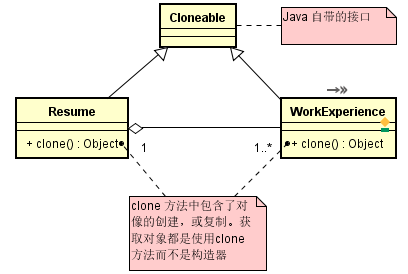 Cloneable
Java 自带的接口
Resume
+ clone() : Object
1
1..*
WorkExperience
+ clone() : Object
clone 方法中包含了对
像的创建，或复制。获
取对象都是使用clone
方法而不是构造器